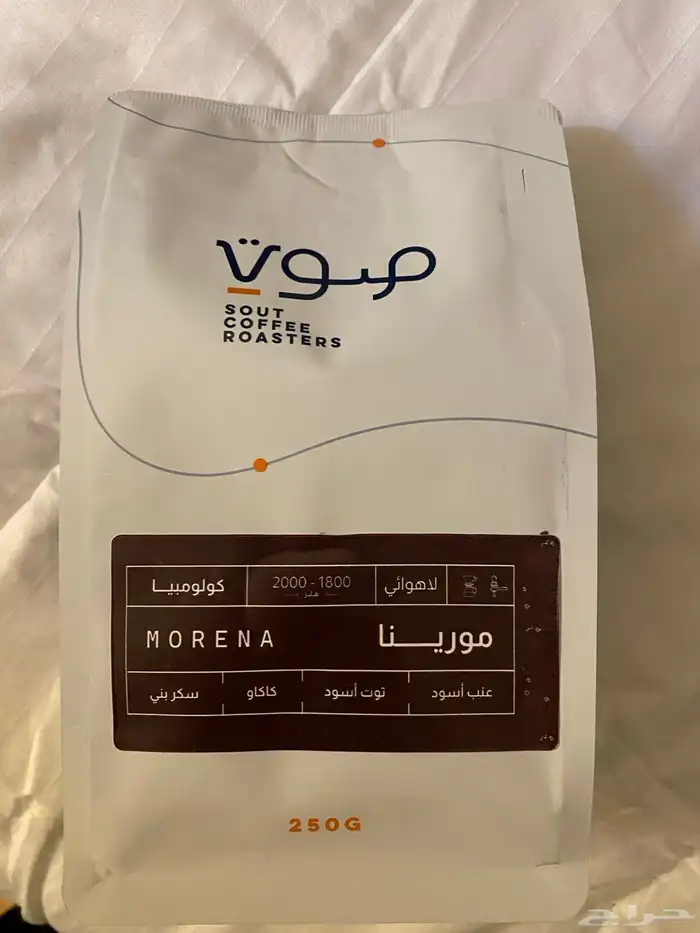 صوت
SOUT
COFFEE
ROASTERS
لاهوائي 1800 - 2000 كولومبيا
متر
مورينا MORENA
عنب أسود توت أسود كاكاو سكر بني
250G
حراج